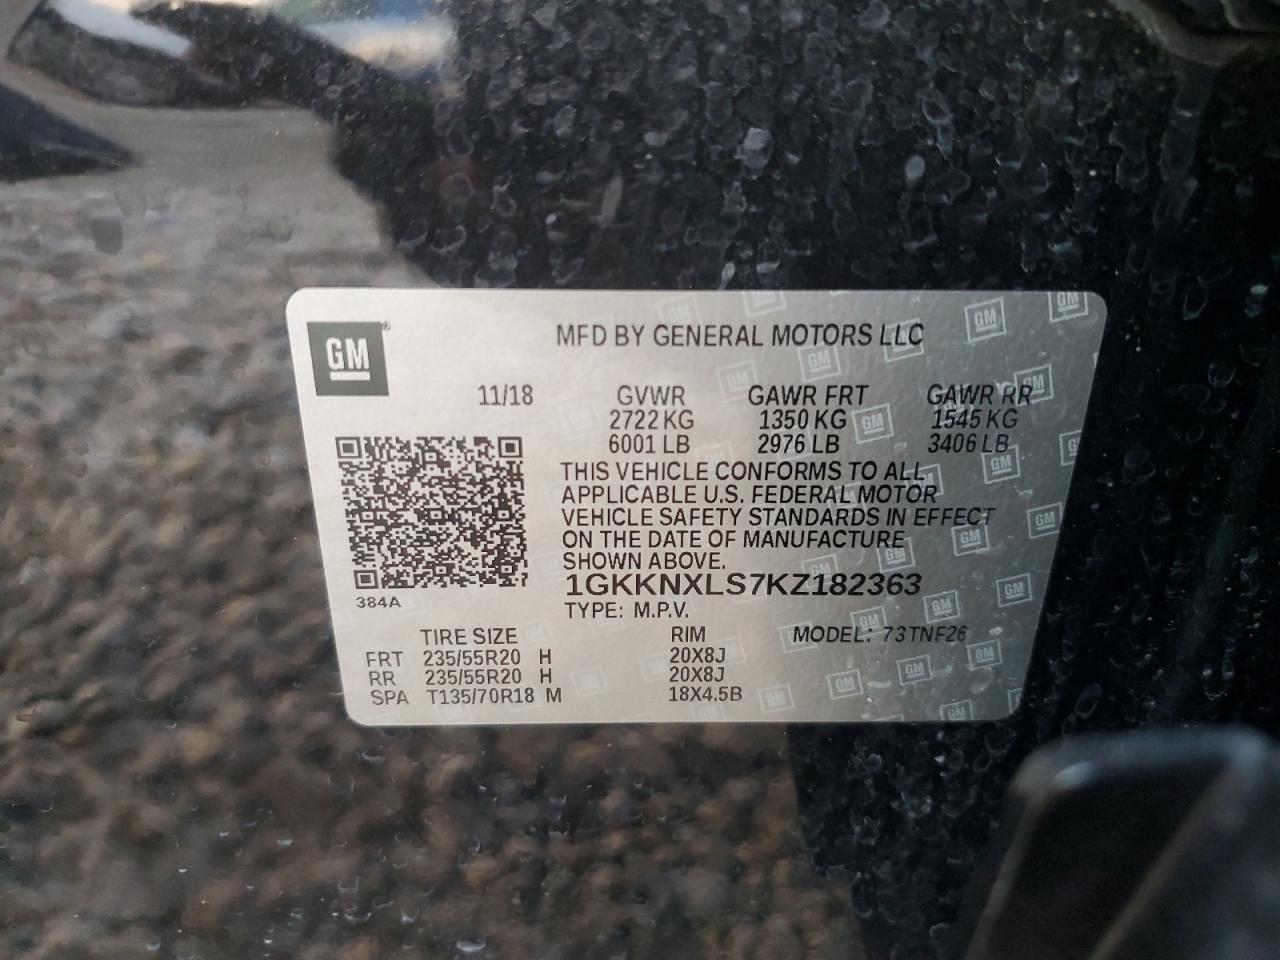 GM®
MFD BY GENERAL MOTORS LLC
11/18 GVWR GAWR FRT GAWR RR
2722 KG 1350 KG 1545 KG
6001 LB 2976 LB 3406 LB
THIS VEHICLE CONFORMS TO ALL
APPLICABLE U.S. FEDERAL MOTOR
VEHICLE SAFETY STANDARDS IN EFFECT
ON THE DATE OF MANUFACTURE
SHOWN ABOVE.
1GKKNXLS7KZ182363
384A
TYPE: M.P.V.
TIRE SIZE RIM MODEL: 73TNF26
FRT 235/55R20 H 20X8J
RR 235/55R20 H 20X8J
SPA T135/70R18 M 18X4.5B